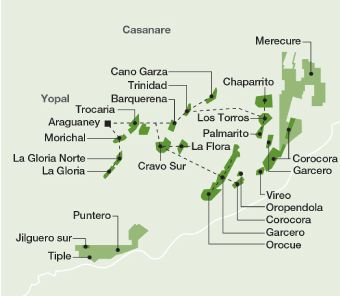 Casanare
Merecure
Cano Garza
Trinidad
Chaparrito
Yopal
Barquerena
Trocaria
Araguaney
Los Torros
Morichal
Palmarito
La Flora
La Gloria Norte
Corocora
Cravo Sur
La Gloria
Garcero
Vireo
Oropendola
Puntero
Corocora
Garcero
Jilguero sur
Orocue
Tiple